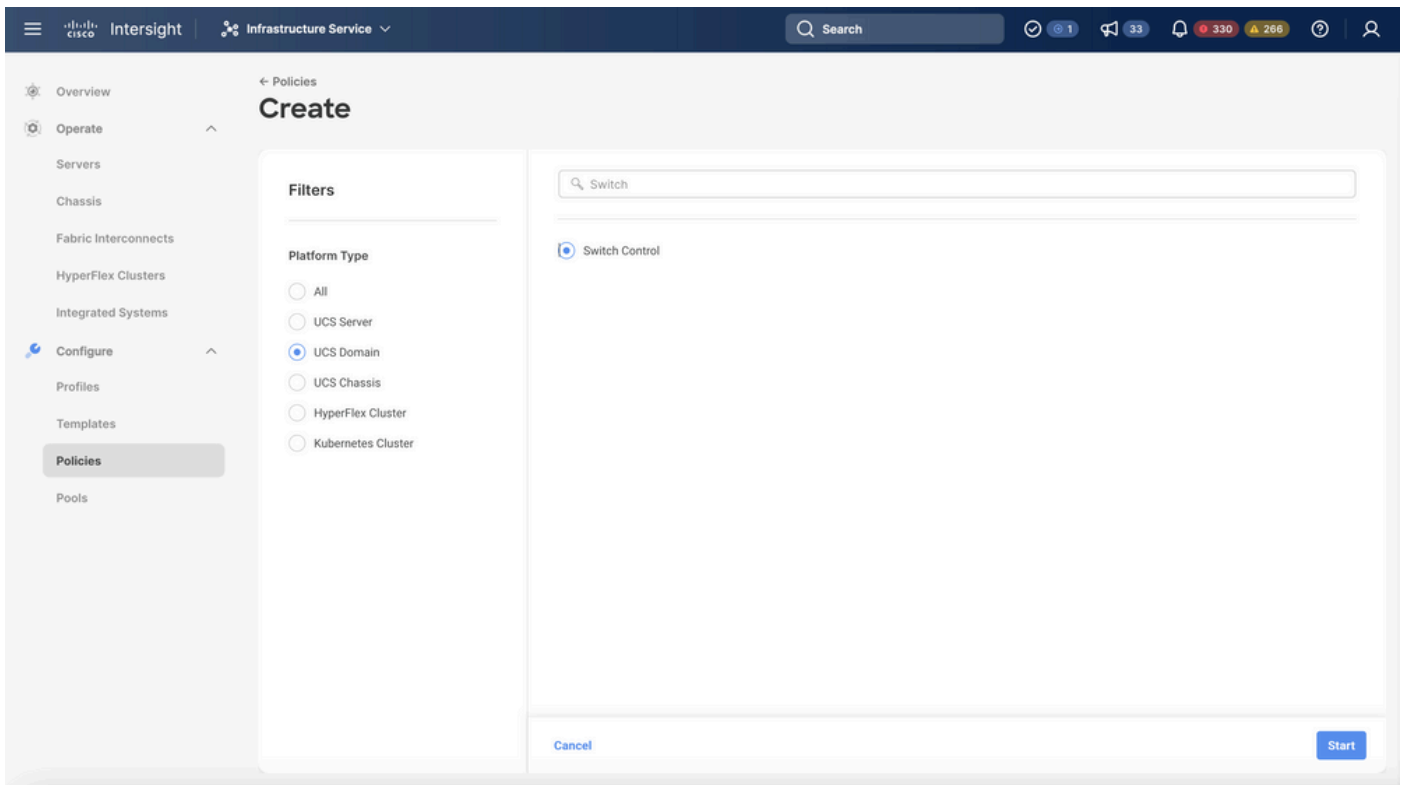 cisco Intersight Infrastructure Service Search 1 33 330 266
Overview
Operate
Servers
Chassis
Fabric Interconnects
HyperFlex Clusters
Integrated Systems
Configure
Profiles
Templates
Policies
Pools
← Policies
Create
Filters
Platform Type
All
UCS Server
UCS Domain
UCS Chassis
HyperFlex Cluster
Kubernetes Cluster
Switch
Switch Control
Cancel
Start